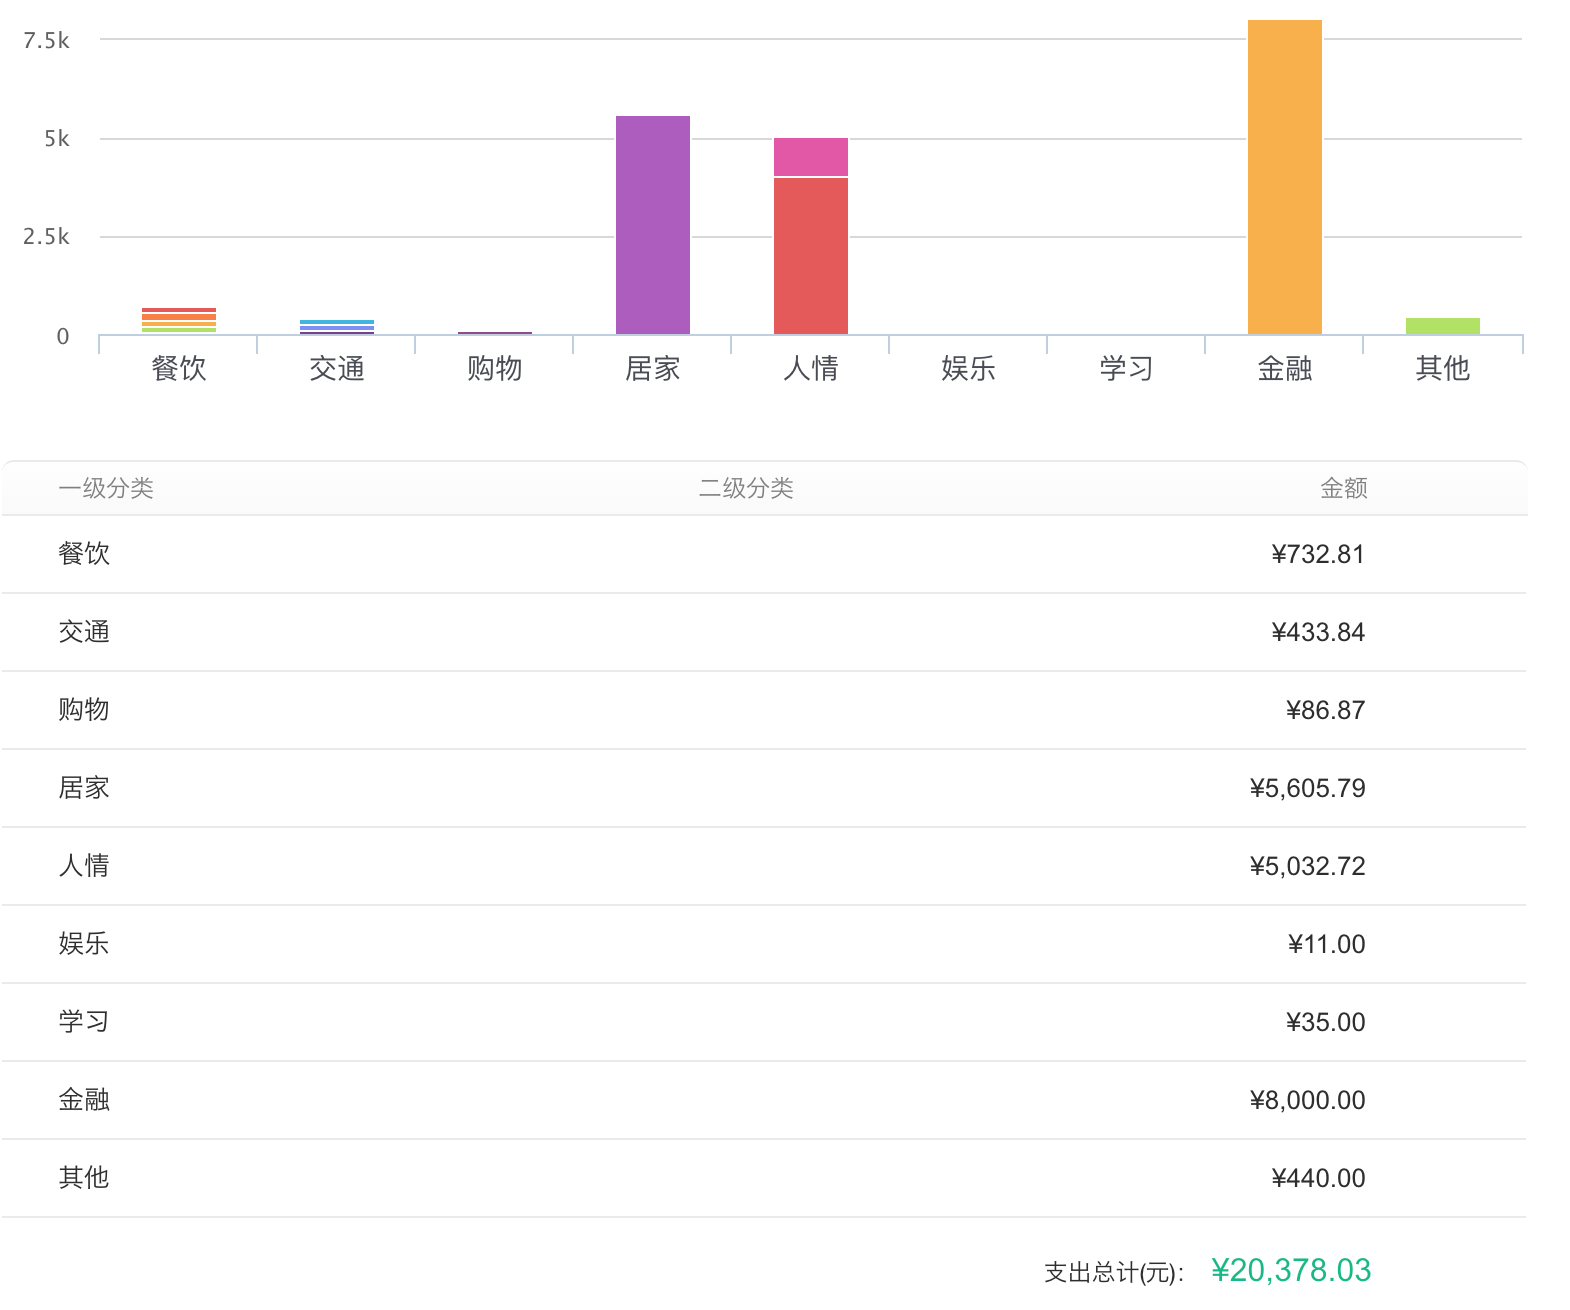 7.5k
5k
2.5k
0
餐饮 交通 购物 居家 人情 娱乐 学习 金融 其他
一级分类 二级分类 金额
餐饮 ¥732.81
交通 ¥433.84
购物 ¥86.87
居家 ¥5,605.79
人情 ¥5,032.72
娱乐 ¥11.00
学习 ¥35.00
金融 ¥8,000.00
其他 ¥440.00
支出总计(元): ¥20,378.03